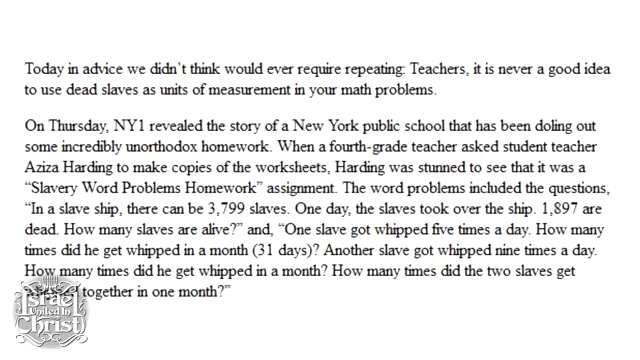 Today in advice we didn’t think would ever require repeating: Teachers, it is never a good idea
to use dead slaves as units of measurement in your math problems.
On Thursday, NY1 revealed the story of a New York public school that has been doling out
some incredibly unorthodox homework. When a fourth-grade teacher asked student teacher
Aziza Harding to make copies of the worksheets, Harding was stunned to see that it was a
“Slavery Word Problems Homework” assignment. The word problems included the questions,
“In a slave ship, there can be 3,799 slaves. One day, the slaves took over the ship. 1,897 are
dead. How many slaves are alive?” and, “One slave got whipped five times a day. How many
times did he get whipped in a month (31 days)? Another slave got whipped nine times a day.
How many times did he get whipped in a month? How many times did the two slaves get
together in one month?”
Israel
United In
Christ